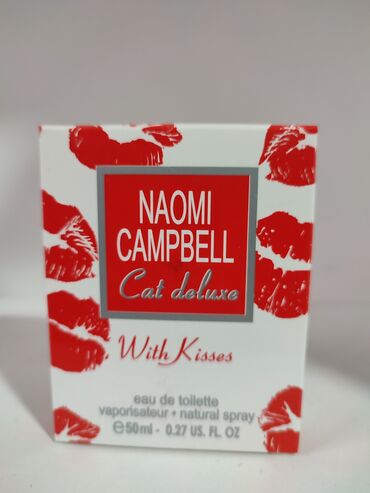 NAOMI
CAMPBELL
Cat deluxe
With Kisses
eau de toilette
vaporisateur • natural spray
℮50ml - 0.27 US. FL. OZ